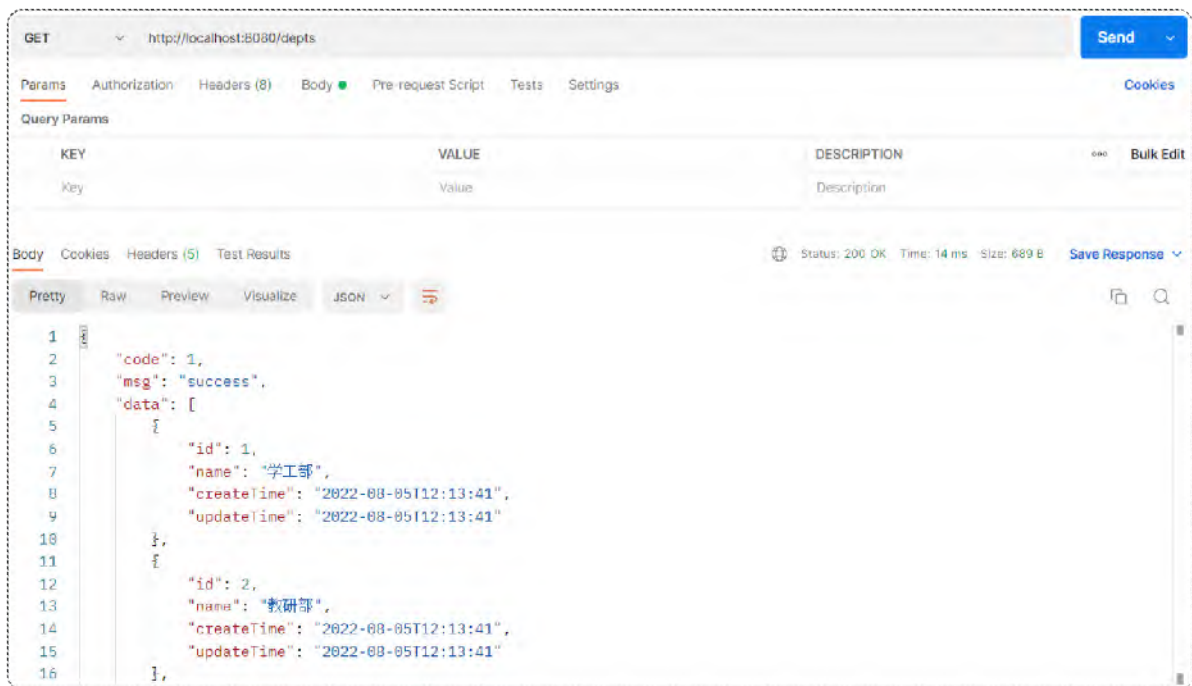 GET http://localhost:8080/depts Send
Params Authorization Headers (8) Body Pre-request Script Tests Settings Cookies
Query Params
KEY VALUE DESCRIPTION Bulk Edit
Key Value Description
Body Cookies Headers (5) Test Results Status: 200 OK Time: 14 ms Size: 689 B Save Response
Pretty Raw Preview Visualize JSON
1 {
2 "code": 1,
3 "msg": "success",
4 "data": [
5 {
6 "id": 1,
7 "name": "学工部",
8 "createTime": "2022-08-05T12:13:41",
9 "updateTime": "2022-08-05T12:13:41"
10 },
11 {
12 "id": 2,
13 "name": "教研部",
14 "createTime": "2022-08-05T12:13:41",
15 "updateTime": "2022-08-05T12:13:41"
16 },